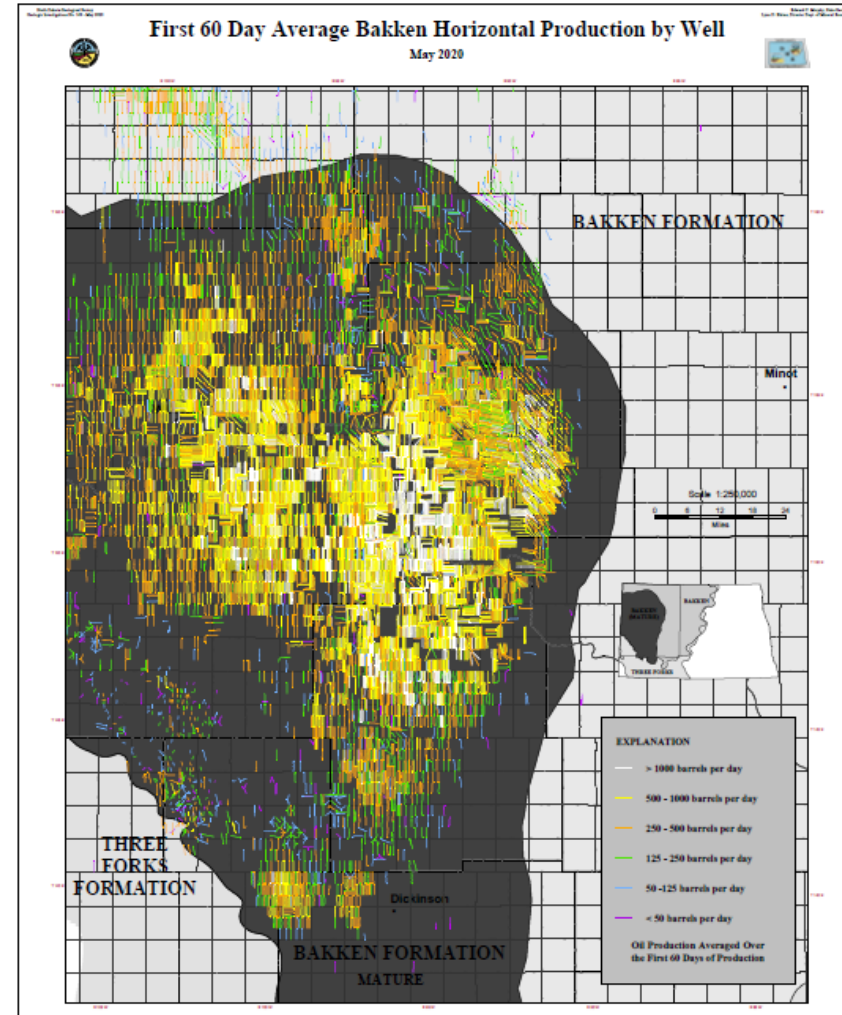 First 60 Day Average Bakken Horizontal Production by Well
May 2020
BAKKEN FORMATION
Minot
Scale 1:250,000
0 6 12 18 24
Miles
BAKKEN
BAKKEN
(MATURE)
THREE FORKS
EXPLANATION
> 1000 barrels per day
500 - 1000 barrels per day
250 - 500 barrels per day
125 - 250 barrels per day
50 -125 barrels per day
< 50 barrels per day
Oil Production Averaged Over
the First 60 Days of Production
THREE
FORKS
FORMATION
Dickinson
BAKKEN FORMATION
MATURE